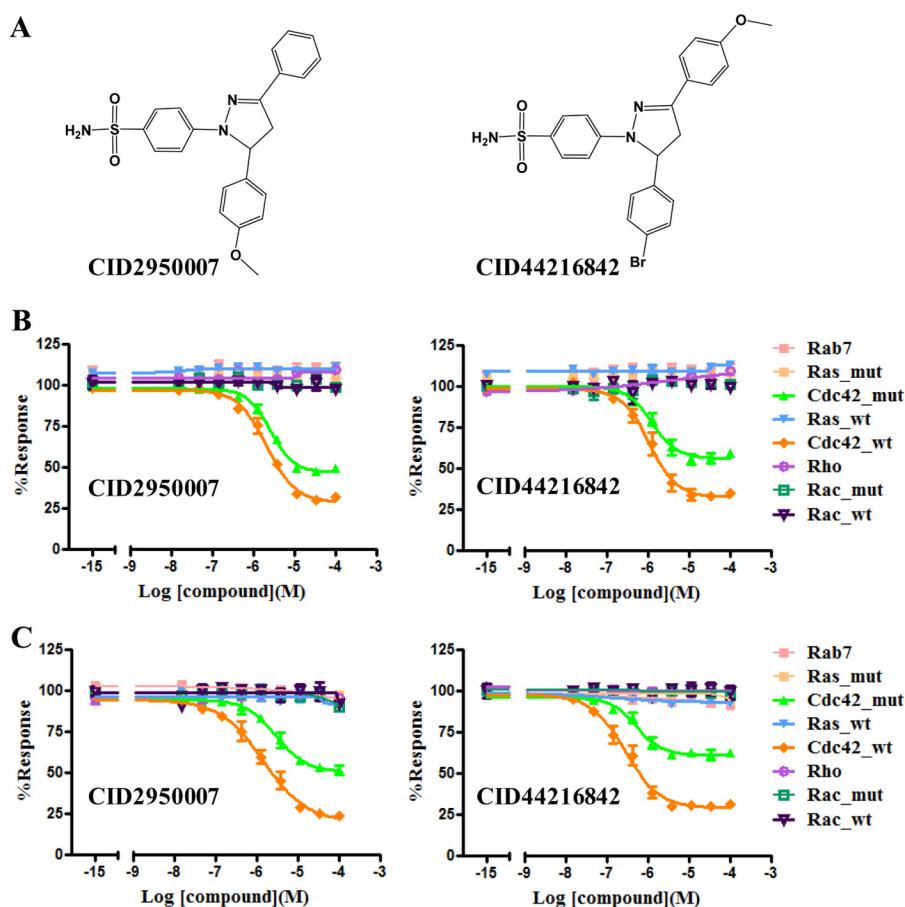 A
H₂N
S
O
O
N
N
O
CID2950007
H₂N
S
O
O
N
N
O
Br
CID44216842
B
125
100
75
50
25
0
%Response
CID2950007
-15 -9 -8 -7 -6 -5 -4 -3
Log [compound](M)
125
100
75
50
25
0
%Response
CID44216842
-15 -9 -8 -7 -6 -5 -4 -3
Log [compound](M)
Rab7
Ras_mut
Cdc42_mut
Ras_wt
Cdc42_wt
Rho
Rac_mut
Rac_wt
C
125
100
75
50
25
0
%Response
CID2950007
-15 -9 -8 -7 -6 -5 -4 -3
Log [compound](M)
125
100
75
50
25
0
%Response
CID44216842
-15 -9 -8 -7 -6 -5 -4 -3
Log [compound](M)
Rab7
Ras_mut
Cdc42_mut
Ras_wt
Cdc42_wt
Rho
Rac_mut
Rac_wt